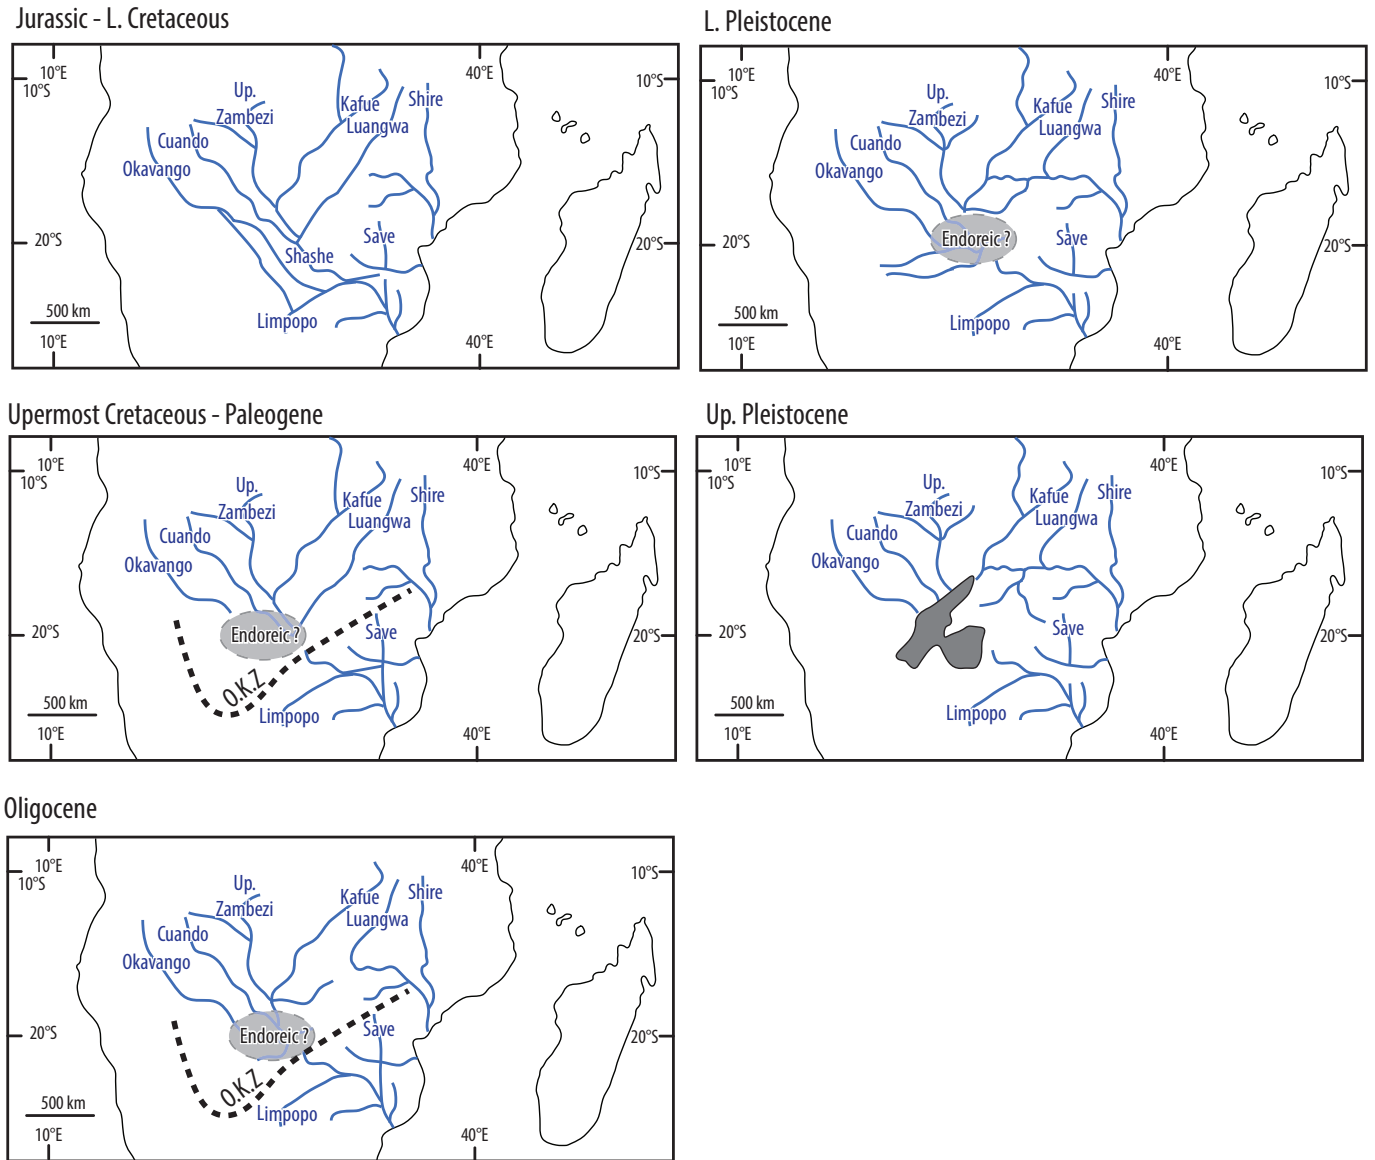 Jurassic - L. Cretaceous
10°E
40°E
10°S
10°S
Up.
Zambezi
Kafue
Shire
Luangwa
Cuando
Okavango
20°S
20°S
Save
Shashe
500 km
Limpopo
10°E
40°E
L. Pleistocene
10°E
40°E
10°S
10°S
Up.
Zambezi
Kafue
Shire
Luangwa
Cuando
Okavango
20°S
20°S
Endoreic ?
Save
500 km
Limpopo
10°E
40°E
Upermost Cretaceous - Paleogene
10°E
40°E
10°S
10°S
Up.
Zambezi
Kafue
Shire
Luangwa
Cuando
Okavango
20°S
20°S
Endoreic ?
Save
O.K.Z
500 km
Limpopo
10°E
40°E
Up. Pleistocene
10°E
40°E
10°S
10°S
Up.
Zambezi
Kafue
Shire
Luangwa
Cuando
Okavango
20°S
20°S
Save
500 km
Limpopo
10°E
40°E
Oligocene
10°E
40°E
10°S
10°S
Up.
Zambezi
Kafue
Shire
Luangwa
Cuando
Okavango
20°S
20°S
Endoreic ?
Save
O.K.Z
500 km
Limpopo
10°E
40°E